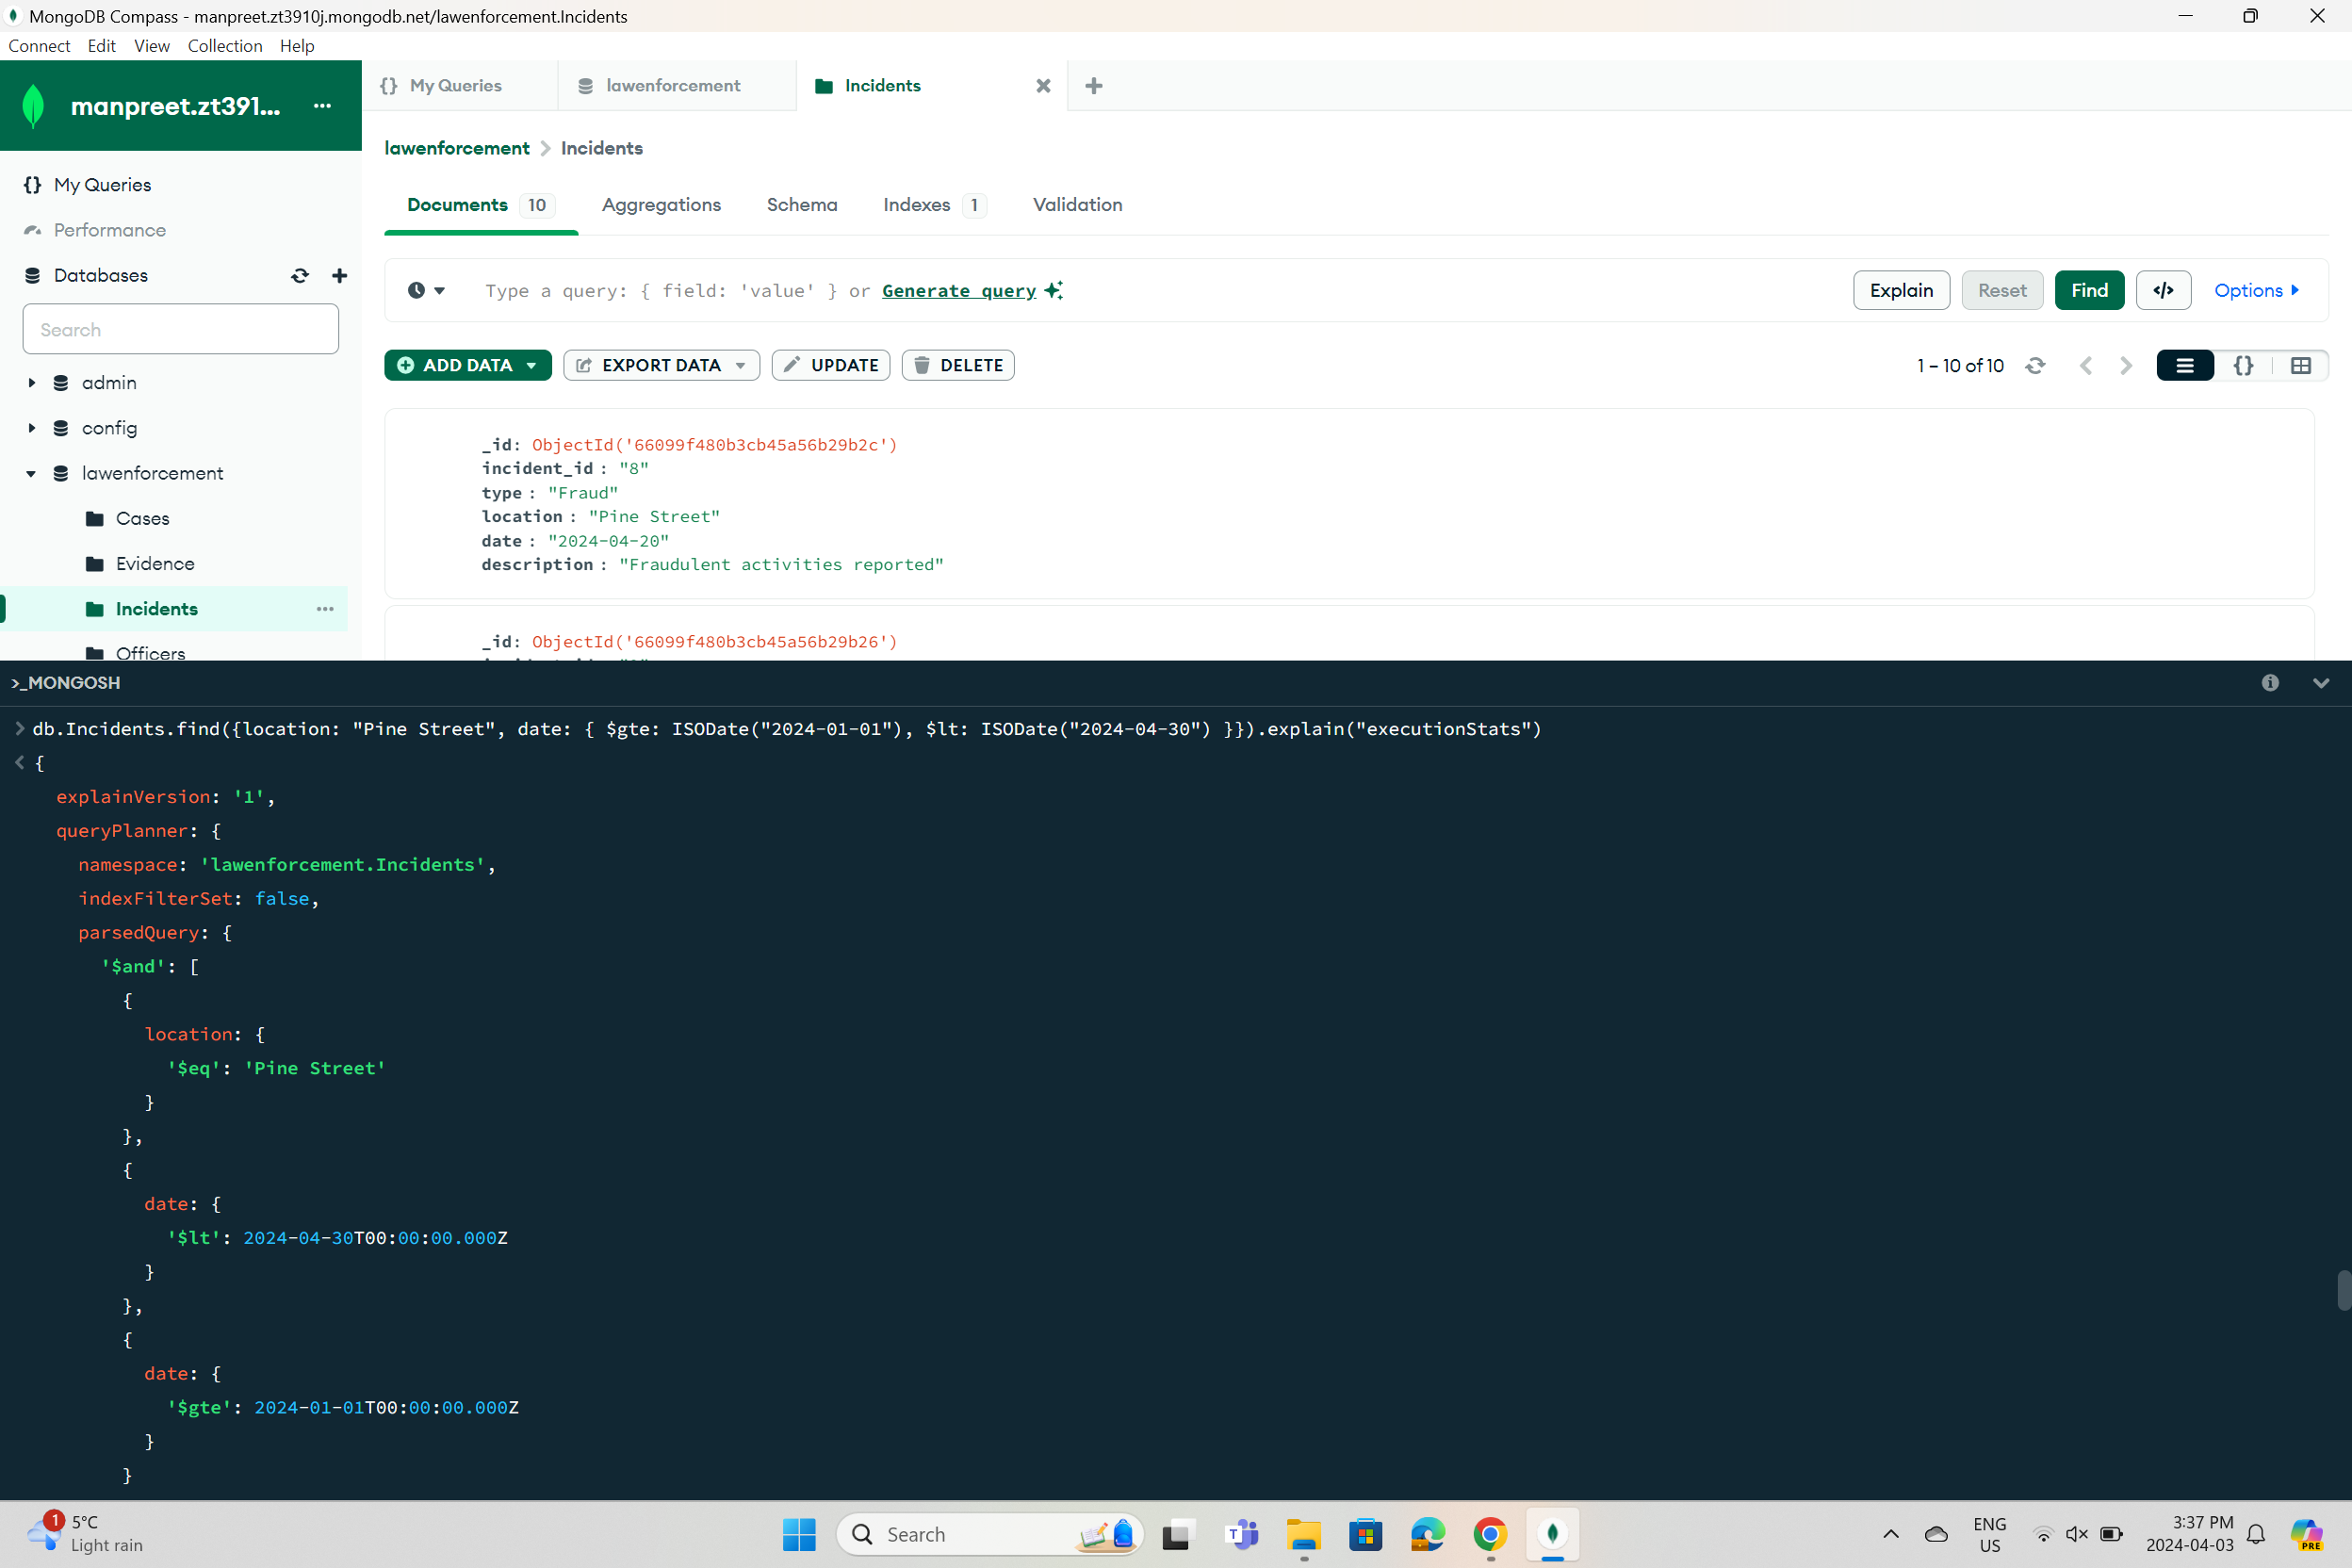 MongoDB Compass - manpreet.zt3910j.mongodb.net/lawenforcement.Incidents
Connect Edit View Collection Help
manpreet.zt391... ...
{} My Queries
lawenforcement
Incidents
My Queries
Performance
Databases
Search
admin
config
lawenforcement
Cases
Evidence
Incidents ...
Officers
lawenforcement > Incidents
Documents 10 Aggregations Schema Indexes 1 Validation
Type a query: { field: 'value' } or Generate query
Explain Reset Find </> Options
ADD DATA EXPORT DATA UPDATE DELETE
1 – 10 of 10
{}
_id: ObjectId('66099f480b3cb45a56b29b2c')
incident_id : "8"
type : "Fraud"
location : "Pine Street"
date : "2024-04-20"
description : "Fraudulent activities reported"
_id: ObjectId('66099f480b3cb45a56b29b26')
>_MONGOSH
> db.Incidents.find({location: "Pine Street", date: { $gte: ISODate("2024-01-01"), $lt: ISODate("2024-04-30") }}).explain("executionStats")
< {
explainVersion: '1',
queryPlanner: {
namespace: 'lawenforcement.Incidents',
indexFilterSet: false,
parsedQuery: {
'$and': [
{
location: {
'$eq': 'Pine Street'
}
},
{
date: {
'$lt': 2024-04-30T00:00:00.000Z
}
},
{
date: {
'$gte': 2024-01-01T00:00:00.000Z
}
}
1
5°C
Light rain
Search
ENG
US
3:37 PM
2024-04-03
PRE